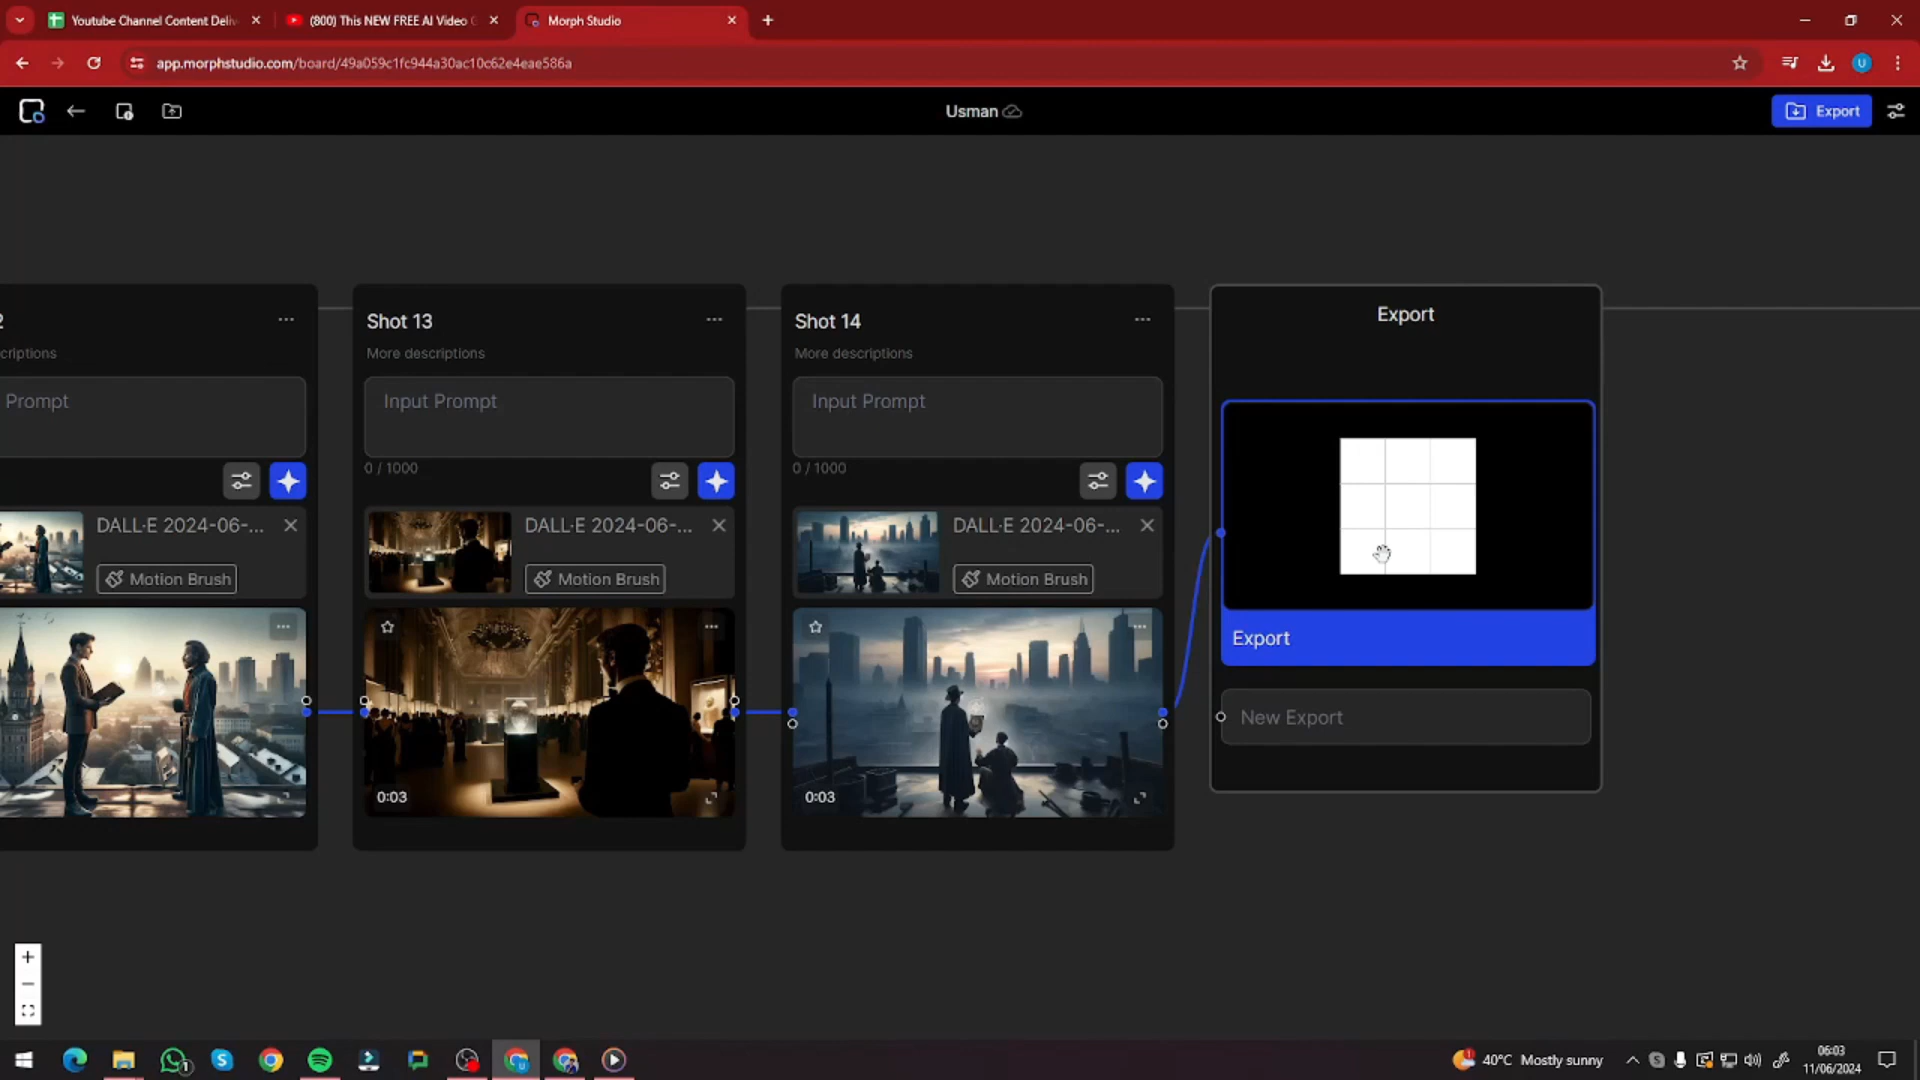 Youtube Channel Content Deliv
(800) This NEW FREE AI Video G
Morph Studio
app.morphstudio.com/board/49a059c1fc944a30ac10c62e4eae586a
U
Usman
Export
2
Shot 13
Shot 14
Export
criptions
More descriptions
More descriptions
Prompt
Input Prompt
Input Prompt
0 / 1000
0 / 1000
DALL·E 2024-06-...
DALL·E 2024-06-...
DALL·E 2024-06-...
Motion Brush
Motion Brush
Motion Brush
Export
New Export
0:03
0:03
40°C Mostly sunny
06:03
11/06/2024